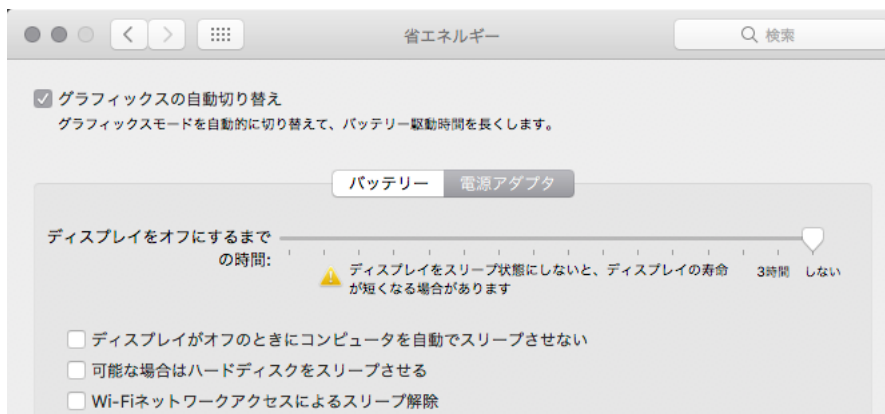 省エネルギー
検索
グラフィックスの自動切り替え
グラフィックスモードを自動的に切り替えて、バッテリー駆動時間を長くします。
バッテリー
電源アダプタ
ディスプレイをオフにするまで
の時間:
ディスプレイをスリープ状態にしないと、ディスプレイの寿命
が短くなる場合があります
3時間
しない
ディスプレイがオフのときにコンピュータを自動でスリープさせない
可能な場合はハードディスクをスリープさせる
Wi-Fiネットワークアクセスによるスリープ解除